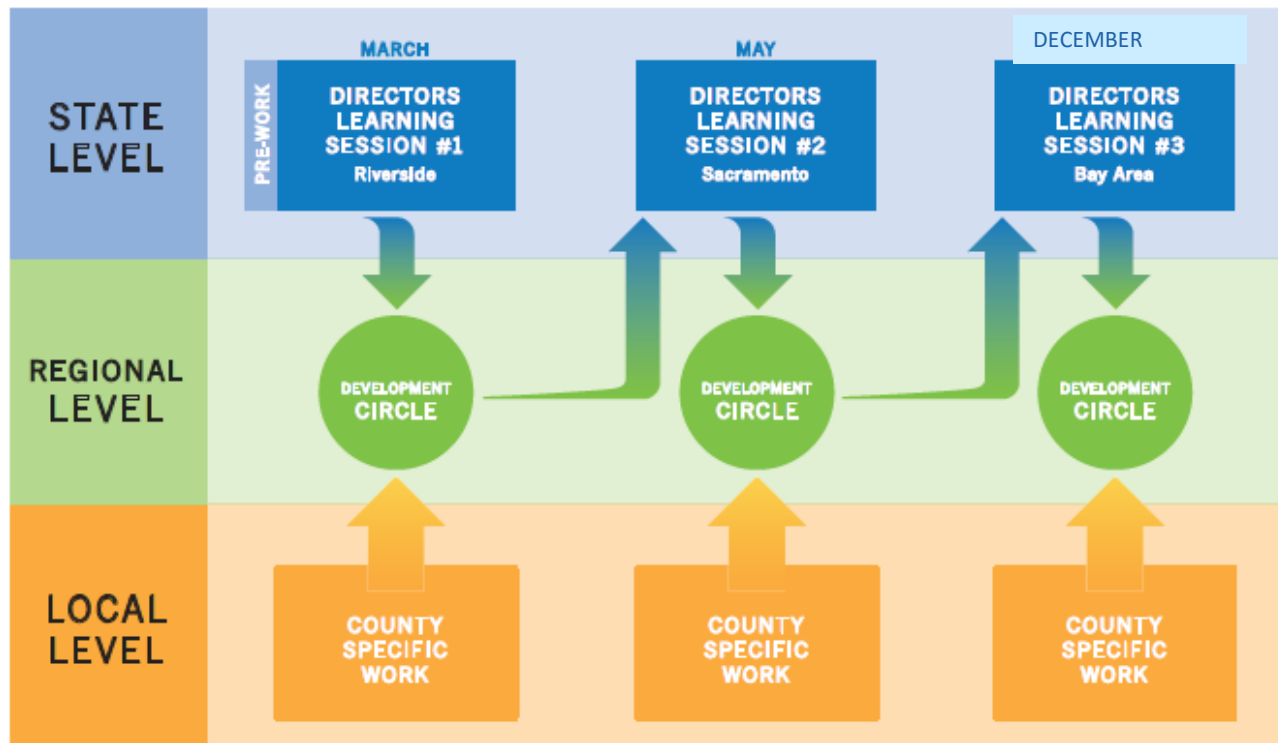 DECEMBER
MARCH
MAY
STATE
LEVEL
PRE-WORK
DIRECTORS
LEARNING
SESSION #1
Riverside
DIRECTORS
LEARNING
SESSION #2
Sacramento
DIRECTORS
LEARNING
SESSION #3
Bay Area
REGIONAL
LEVEL
DEVELOPMENT
CIRCLE
DEVELOPMENT
CIRCLE
DEVELOPMENT
CIRCLE
LOCAL
LEVEL
COUNTY
SPECIFIC
WORK
COUNTY
SPECIFIC
WORK
COUNTY
SPECIFIC
WORK